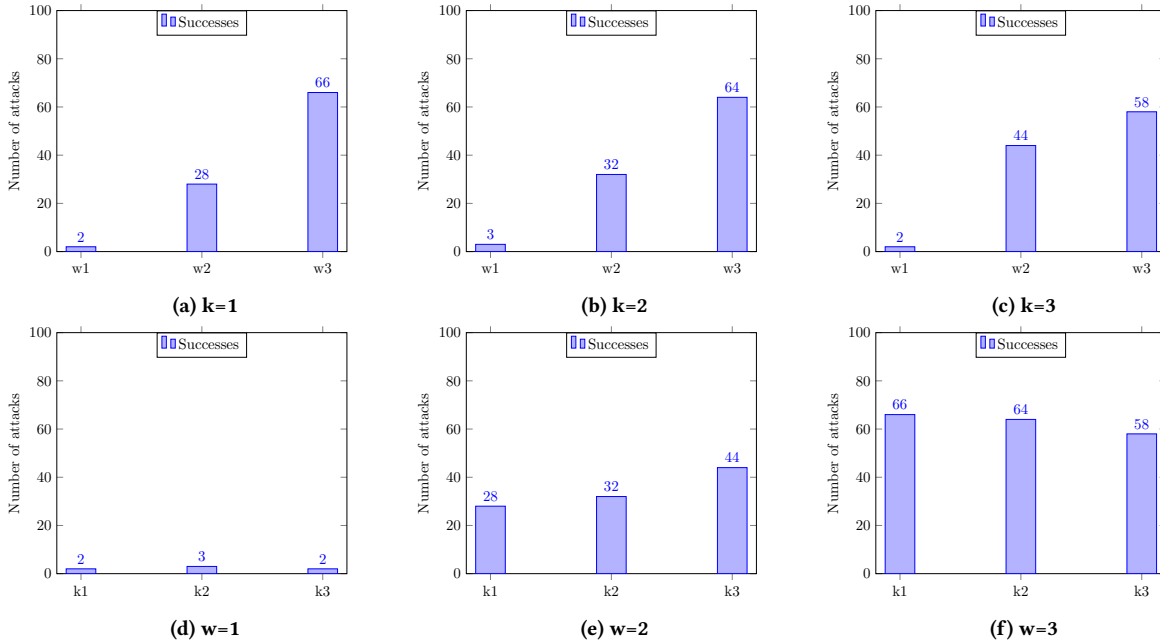 Successes
Number of attacks
100
80
60
40
20
0
2
28
66
w1
w2
w3
(a) k=1
Successes
Number of attacks
100
80
60
40
20
0
3
32
64
w1
w2
w3
(b) k=2
Successes
Number of attacks
100
80
60
40
20
0
2
44
58
w1
w2
w3
(c) k=3
Successes
Number of attacks
100
80
60
40
20
0
2
3
2
k1
k2
k3
(d) w=1
Successes
Number of attacks
100
80
60
40
20
0
28
32
44
k1
k2
k3
(e) w=2
Successes
Number of attacks
100
80
60
40
20
0
66
64
58
k1
k2
k3
(f) w=3